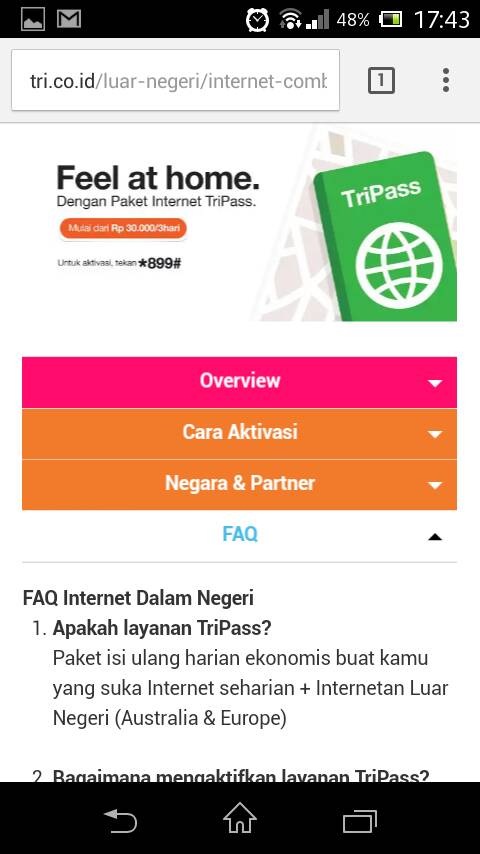 48% 17:43
tri.co.id/luar-negeri/internet-comb
1
Feel at home.
Dengan Paket Internet TriPass.
Mulai dari Rp 30.000/3hari
Untuk aktivasi, tekan *899#
TriPass
Overview
Cara Aktivasi
Negara & Partner
FAQ
FAQ Internet Dalam Negeri
1. Apakah layanan TriPass?
Paket isi ulang harian ekonomis buat kamu
yang suka Internet seharian + Internetan Luar
Negeri (Australia & Europe)
2. Bagaimana mengaktifkan layanan TriPass?